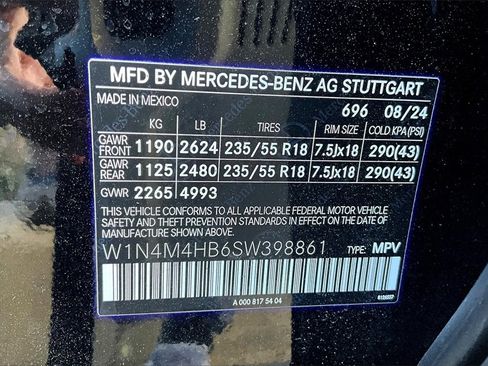 MFD BY MERCEDES-BENZ AG STUTTGART
MADE IN MEXICO
696 08/24
KG LB TIRES RIM SIZE COLD KPA(PSI)
GAWR FRONT 1190 2624 235/55 R18 7.5Jx18 290(43)
GAWR REAR 1125 2480 235/55 R18 7.5Jx18 290(43)
GVWR 2265 4993
THIS VEHICLE CONFORMS TO ALL APPLICABLE FEDERAL MOTOR VEHICLE
SAFETY AND THEFT PREVENTION STANDARDS IN EFFECT ON THE DATE
OF MANUFACTURE SHOWN ABOVE.
W1N4M4HB6SW398861 TYPE: MPV
A 000 817 54 04